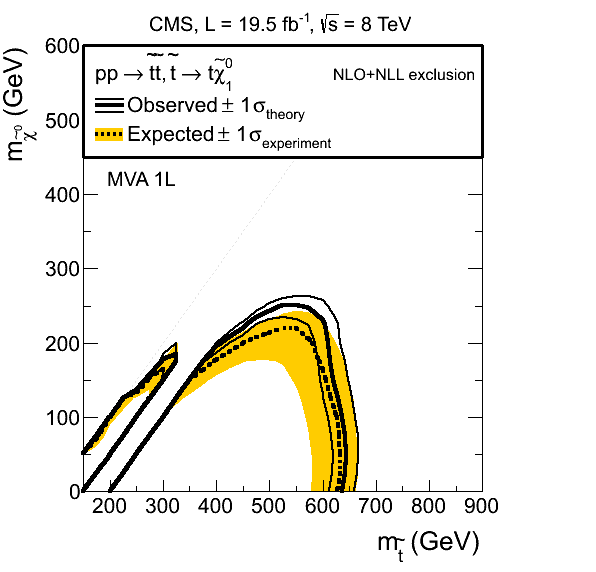 CMS, L = 19.5 fb⁻¹, √s = 8 TeV
pp → t̃t̃, t̃ → tχ̃⁰₁
NLO+NLL exclusion
Observed ± 1σ_theory
Expected ± 1σ_experiment
MVA 1L
m_χ̃⁰ (GeV)
600
500
400
300
200
100
0
200 300 400 500 600 700 800 900
m_t̃ (GeV)